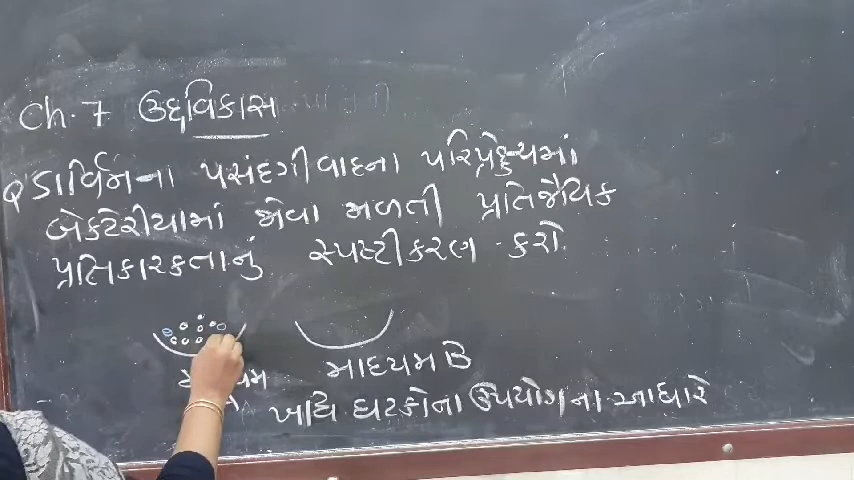 Ch. 7 ઉદ્દવિકાસ
Q ડાર્વિનના પસંદગીવાદના પરિપ્રેક્ષ્યમાં
બેક્ટેરીયામાં જોવા મળતી પ્રતિજૈવિક
પ્રતિકારકતાનું સ્પષ્ટીકરણ કરો.
માધ્યમ B
ખાદ્ય ઘટકોના ઉપયોગના આધારે